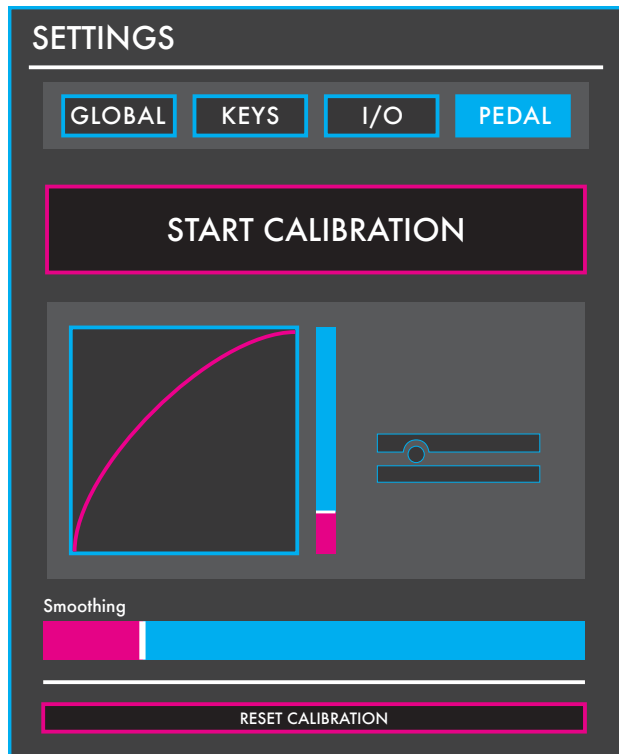 SETTINGS
GLOBAL KEYS I/O PEDAL
START CALIBRATION
Smoothing
RESET CALIBRATION